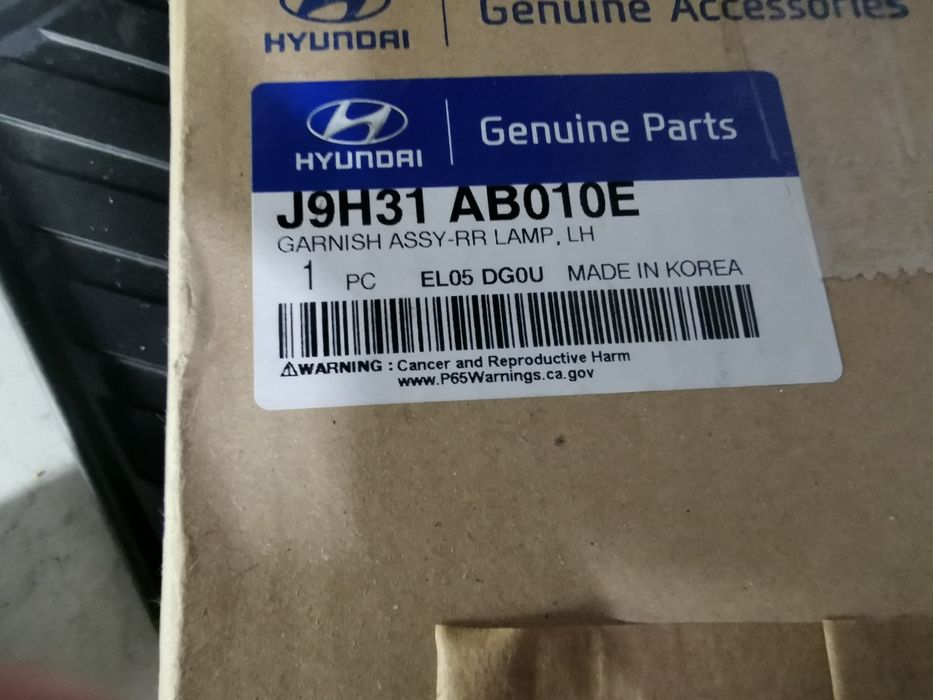 HYUNDAI
Genuine Accessories
HYUNDAI
Genuine Parts
J9H31 AB010E
GARNISH ASSY-RR LAMP, LH
1 PC EL05 DG0U MADE IN KOREA
⚠WARNING : Cancer and Reproductive Harm
www.P65Warnings.ca.gov